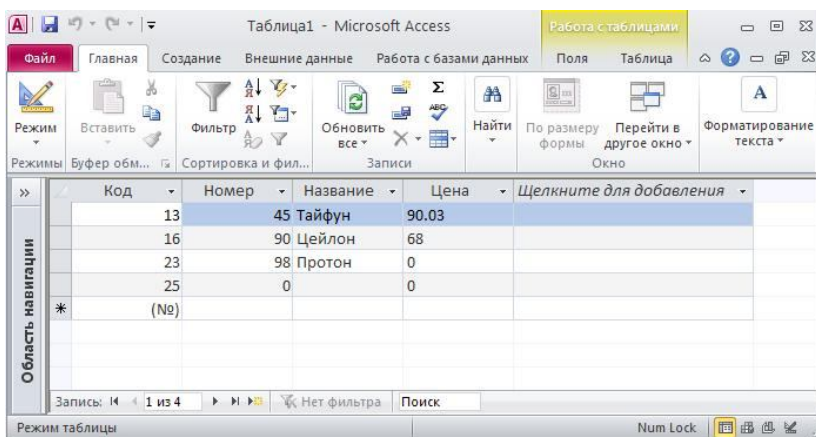 Таблица1 - Microsoft Access
Работа с таблицами
Файл Главная Создание Внешние данные Работа с базами данных Поля Таблица
Режим
Вставить
Фильтр
Обновить все
Найти
По размеру формы
Перейти в другое окно
Форматирование текста
Режимы Буфер обм... Сортировка и фил... Записи Окно
Код Номер Название Цена Щелкните для добавления
13 45 Тайфун 90.03
16 90 Цейлон 68
23 98 Протон 0
25 0 0
* (№)
Область навигации
Запись: 1 из 4 Нет фильтра Поиск
Режим таблицы Num Lock